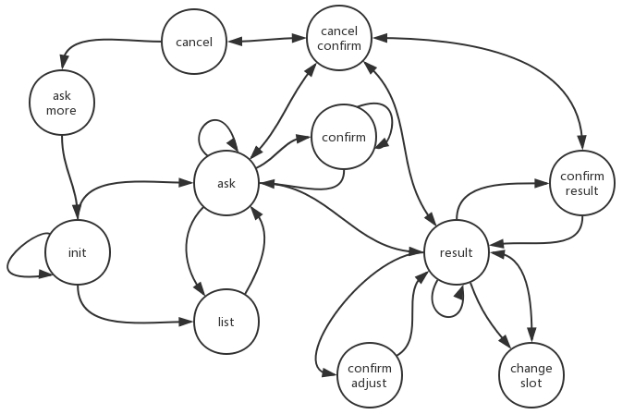 cancel
cancel
confirm
ask
more
confirm
ask
confirm
result
init
result
list
confirm
adjust
change
slot